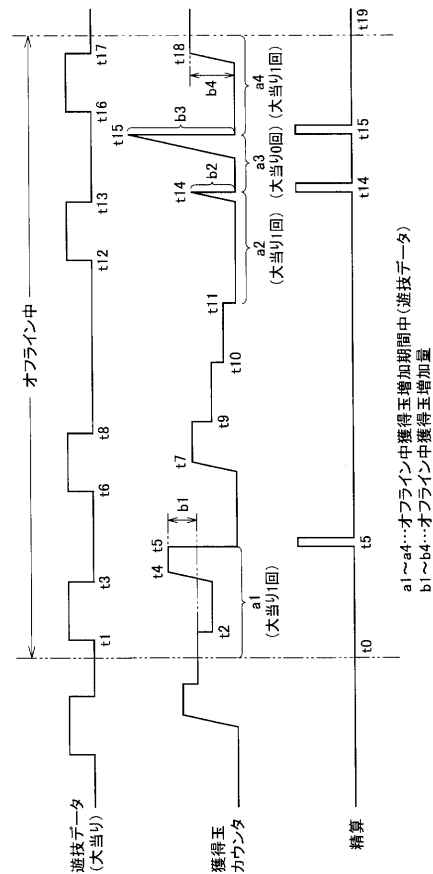 オフライン中
遊技データ
(大当り)
t1
t3
t6
t8
t12
t13
t16
t17
獲得玉
カウンタ
t2
t4
t5
b1
a1
(大当り1回)
t7
t9
t10
t11
t14
b2
a2
(大当り1回)
t15
b3
a3
(大当り0回)
t18
b4
a4
(大当り1回)
精算
t0
t5
t14
t15
t19
a1～a4…オフライン中獲得玉増加期間中(遊技データ)
b1～b4…オフライン中獲得玉増加量